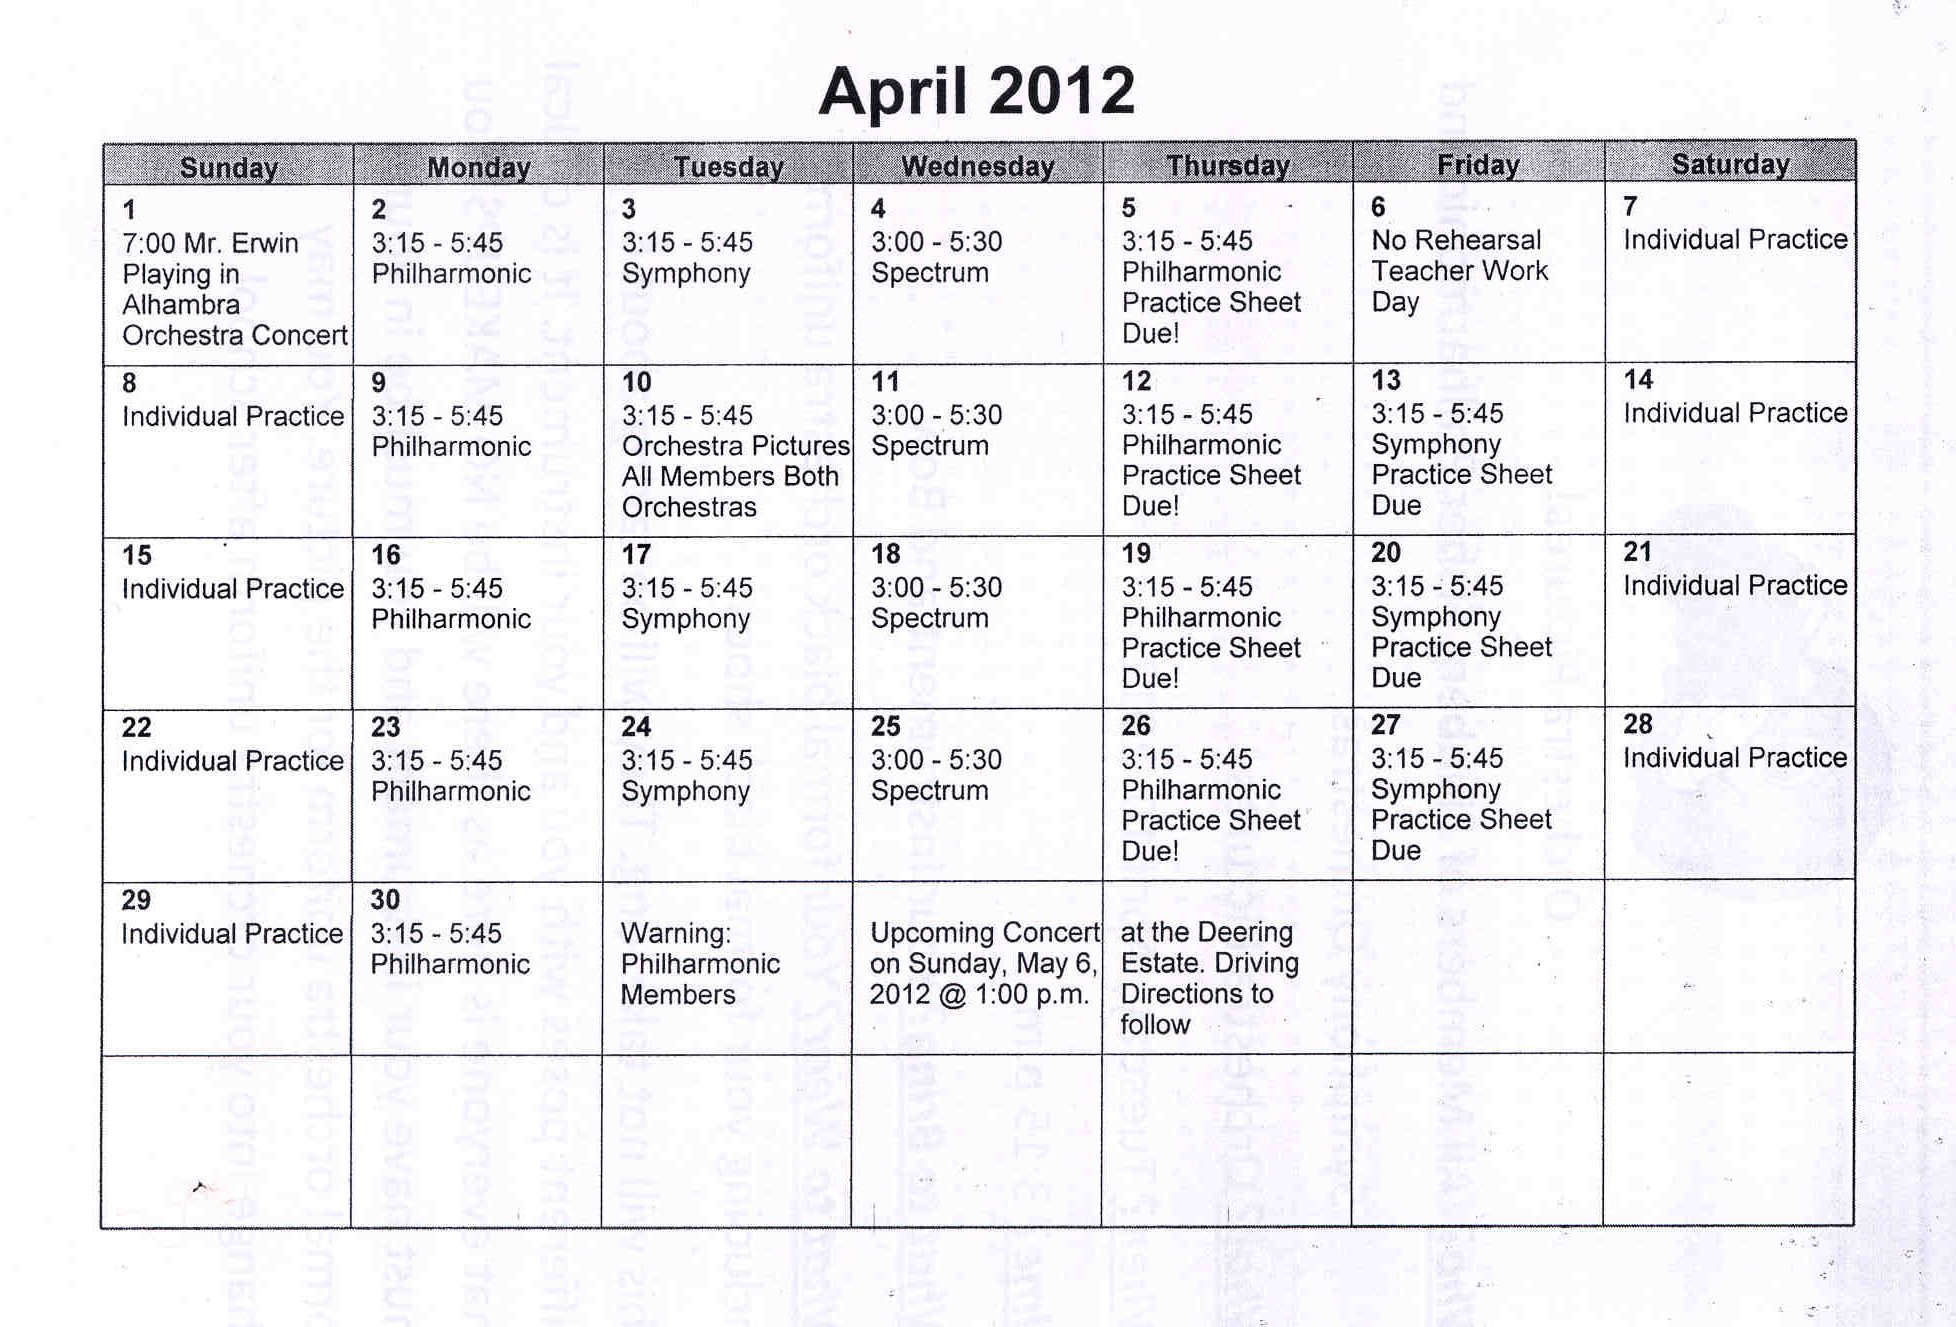 April 2012
Sunday Monday Tuesday Wednesday Thursday Friday Saturday
1
7:00 Mr. Erwin
Playing in
Alhambra
Orchestra Concert
2
3:15 - 5:45
Philharmonic
3
3:15 - 5:45
Symphony
4
3:00 - 5:30
Spectrum
5
3:15 - 5:45
Philharmonic
Practice Sheet
Due!
6
No Rehearsal
Teacher Work
Day
7
Individual Practice
8
Individual Practice
9
3:15 - 5:45
Philharmonic
10
3:15 - 5:45
Orchestra Pictures
All Members Both
Orchestras
11
3:00 - 5:30
Spectrum
12
3:15 - 5:45
Philharmonic
Practice Sheet
Due!
13
3:15 - 5:45
Symphony
Practice Sheet
Due
14
Individual Practice
15
Individual Practice
16
3:15 - 5:45
Philharmonic
17
3:15 - 5:45
Symphony
18
3:00 - 5:30
Spectrum
19
3:15 - 5:45
Philharmonic
Practice Sheet
Due!
20
3:15 - 5:45
Symphony
Practice Sheet
Due
21
Individual Practice
22
Individual Practice
23
3:15 - 5:45
Philharmonic
24
3:15 - 5:45
Symphony
25
3:00 - 5:30
Spectrum
26
3:15 - 5:45
Philharmonic
Practice Sheet
Due!
27
3:15 - 5:45
Symphony
Practice Sheet
Due
28
Individual Practice
29
Individual Practice
30
3:15 - 5:45
Philharmonic
Warning:
Philharmonic
Members
Upcoming Concert
on Sunday, May 6,
2012 @ 1:00 p.m.
at the Deering
Estate. Driving
Directions to
follow